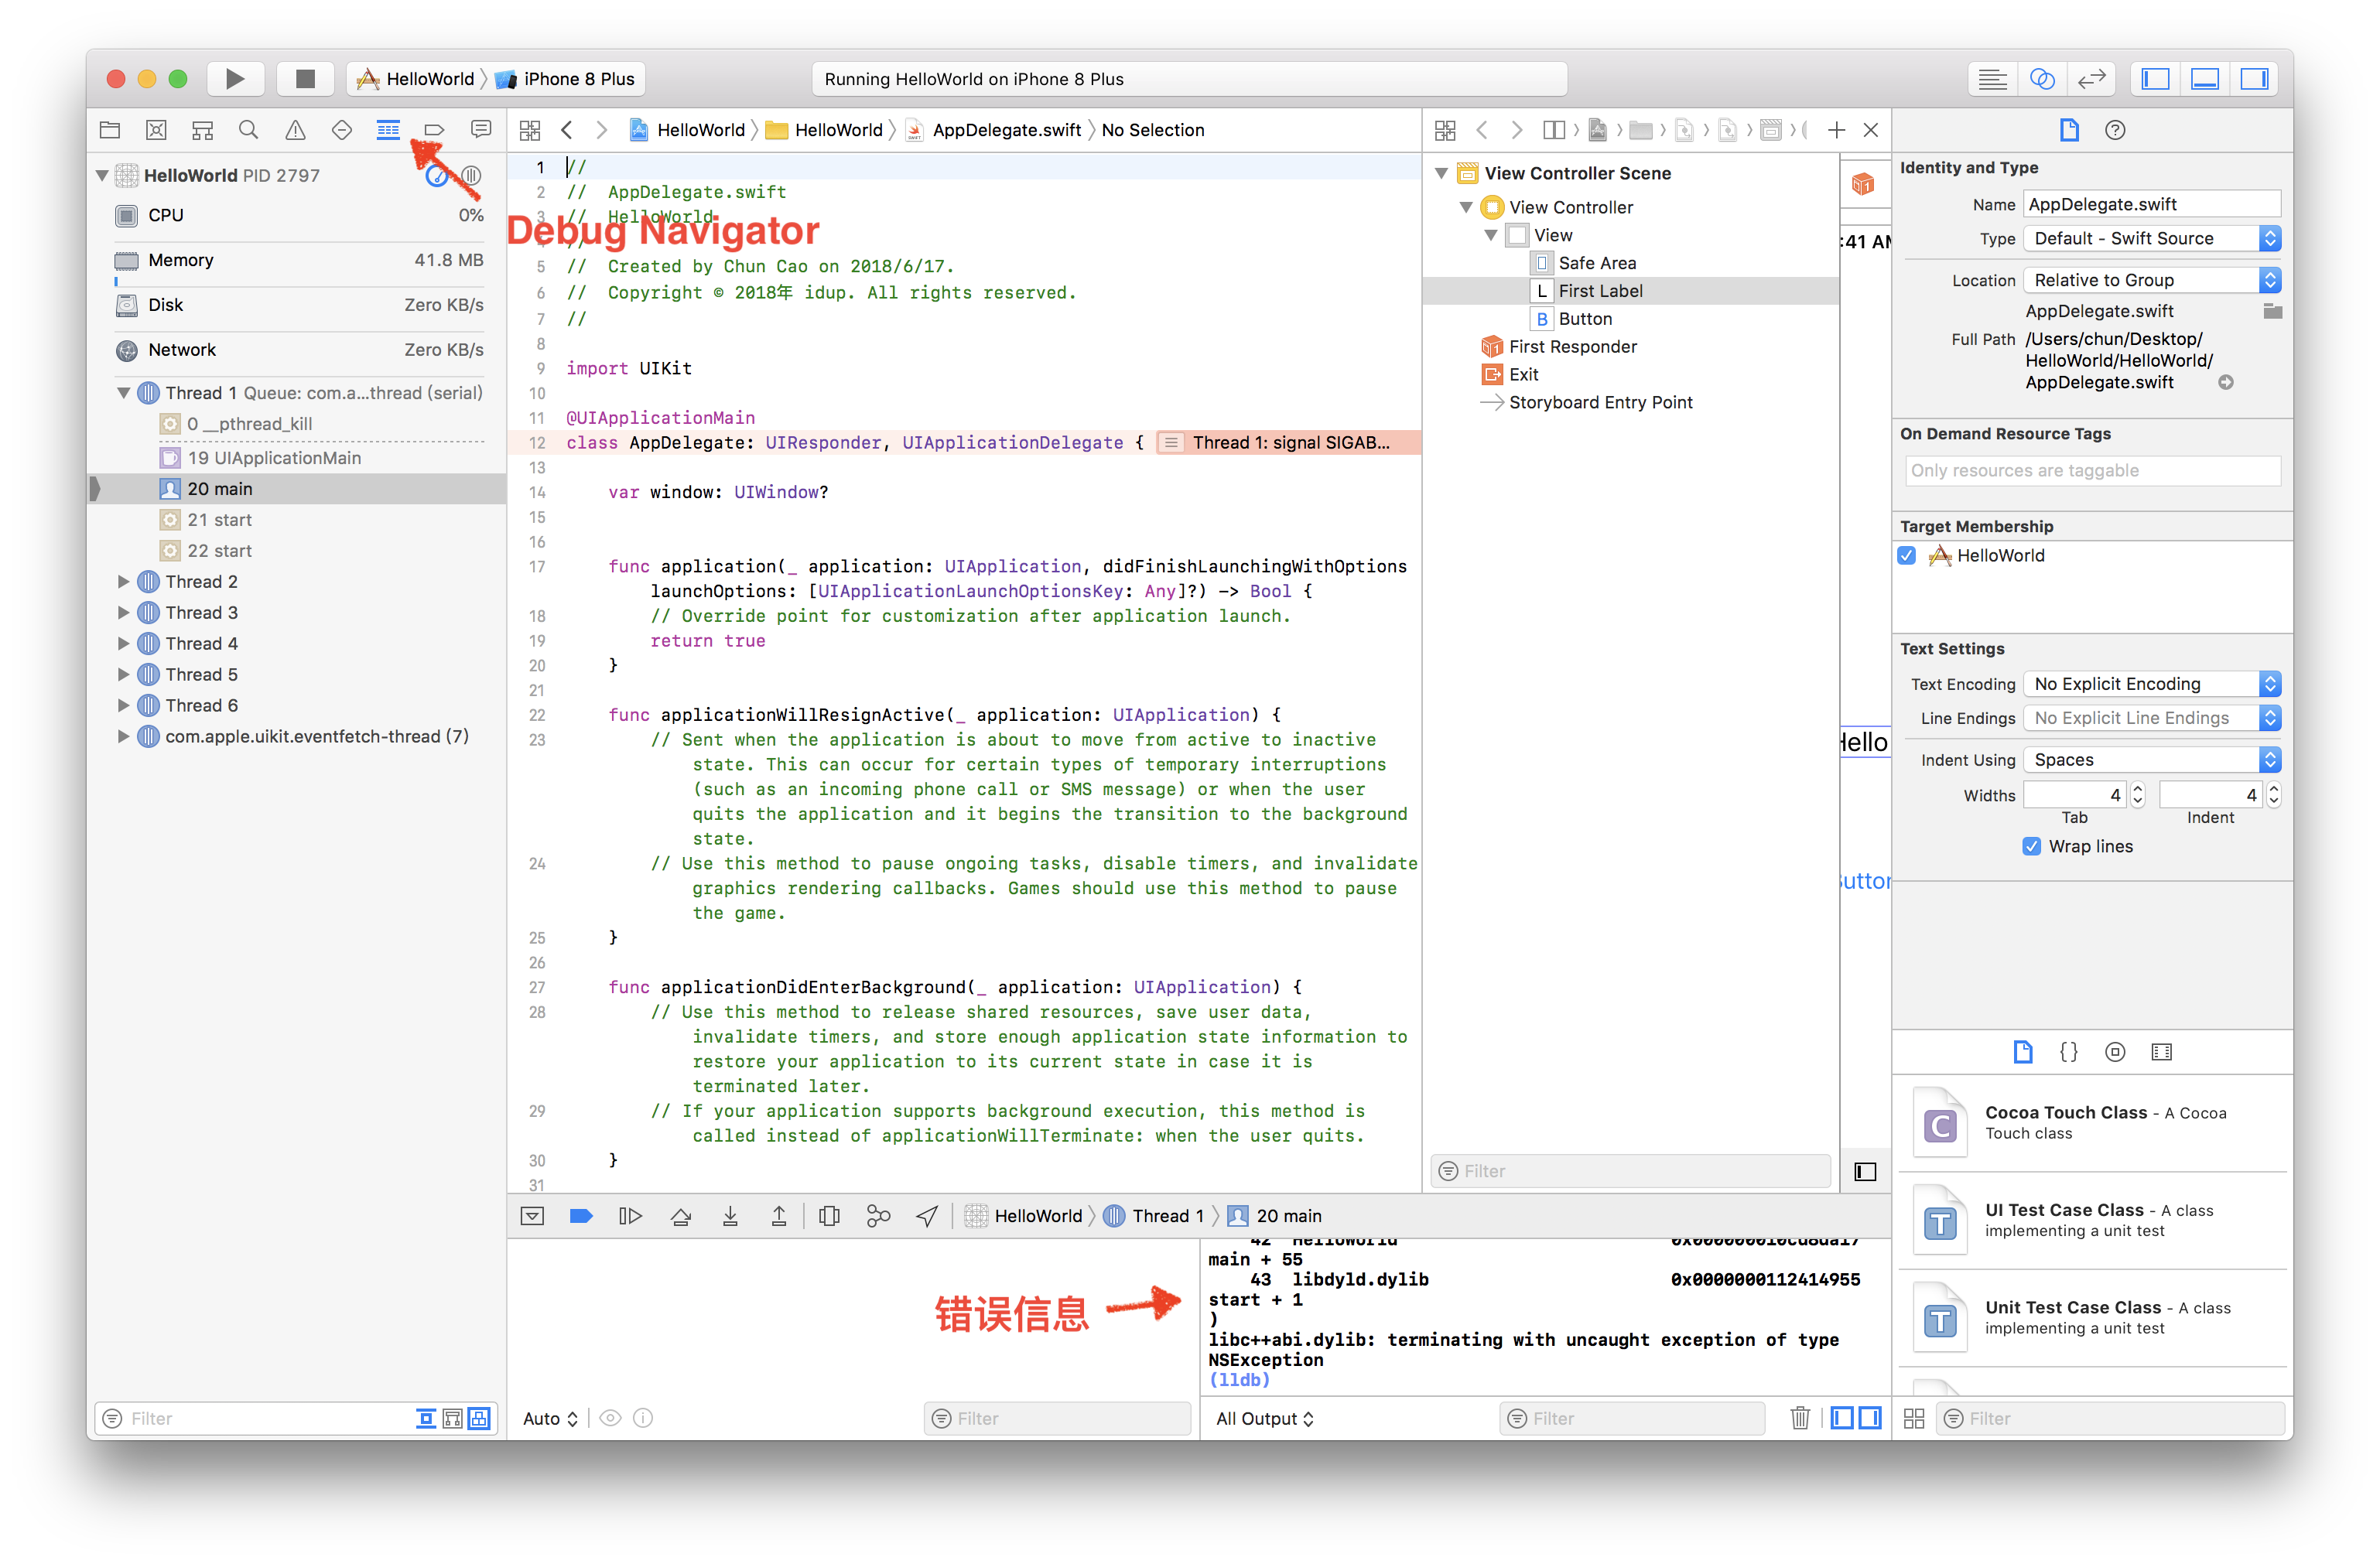 HelloWorld 〉 iPhone 8 Plus
Running HelloWorld on iPhone 8 Plus
HelloWorld 〉 HelloWorld 〉 AppDelegate.swift 〉 No Selection
HelloWorld PID 2797
CPU 0%
Memory 41.8 MB
Disk Zero KB/s
Network Zero KB/s
Thread 1 Queue: com.a...thread (serial)
0 __pthread_kill
19 UIApplicationMain
20 main
21 start
22 start
Thread 2
Thread 3
Thread 4
Thread 5
Thread 6
com.apple.uikit.eventfetch-thread (7)
Filter
Debug Navigator
1 //
2 //  AppDelegate.swift
3 //  HelloWorld
4 //
5 //  Created by Chun Cao on 2018/6/17.
6 //  Copyright © 2018年 idup. All rights reserved.
7 //
8
9 import UIKit
10
11 @UIApplicationMain
12 class AppDelegate: UIResponder, UIApplicationDelegate { Thread 1: signal SIGAB...
13
14     var window: UIWindow?
15
16
17     func application(_ application: UIApplication, didFinishLaunchingWithOptions
launchOptions: [UIApplicationLaunchOptionsKey: Any]?) -> Bool {
18         // Override point for customization after application launch.
19         return true
20     }
21
22     func applicationWillResignActive(_ application: UIApplication) {
23         // Sent when the application is about to move from active to inactive
state. This can occur for certain types of temporary interruptions
(such as an incoming phone call or SMS message) or when the user
quits the application and it begins the transition to the background
state.
24         // Use this method to pause ongoing tasks, disable timers, and invalidate
graphics rendering callbacks. Games should use this method to pause
the game.
25     }
26
27     func applicationDidEnterBackground(_ application: UIApplication) {
28         // Use this method to release shared resources, save user data,
invalidate timers, and store enough application state information to
restore your application to its current state in case it is
terminated later.
29         // If your application supports background execution, this method is
called instead of applicationWillTerminate: when the user quits.
30     }
31
View Controller Scene
View Controller
View
Safe Area
L First Label
B Button
First Responder
Exit
Storyboard Entry Point
Filter
:41 AM
Hello
Button
HelloWorld 〉 Thread 1 〉 20 main
错误信息
42  HelloWorld  0x000000010cd8da17
main + 55
43  libdyld.dylib  0x0000000112414955
start + 1
)
libc++abi.dylib: terminating with uncaught exception of type
NSException
(lldb)
Auto
Filter
All Output
Filter
Identity and Type
Name AppDelegate.swift
Type Default - Swift Source
Location Relative to Group
AppDelegate.swift
Full Path /Users/chun/Desktop/
HelloWorld/HelloWorld/
AppDelegate.swift
On Demand Resource Tags
Only resources are taggable
Target Membership
HelloWorld
Text Settings
Text Encoding No Explicit Encoding
Line Endings No Explicit Line Endings
Indent Using Spaces
Widths 4 4
Tab Indent
Wrap lines
{}
C
Cocoa Touch Class - A Cocoa
Touch class
T
UI Test Case Class - A class
implementing a unit test
T
Unit Test Case Class - A class
implementing a unit test
Filter